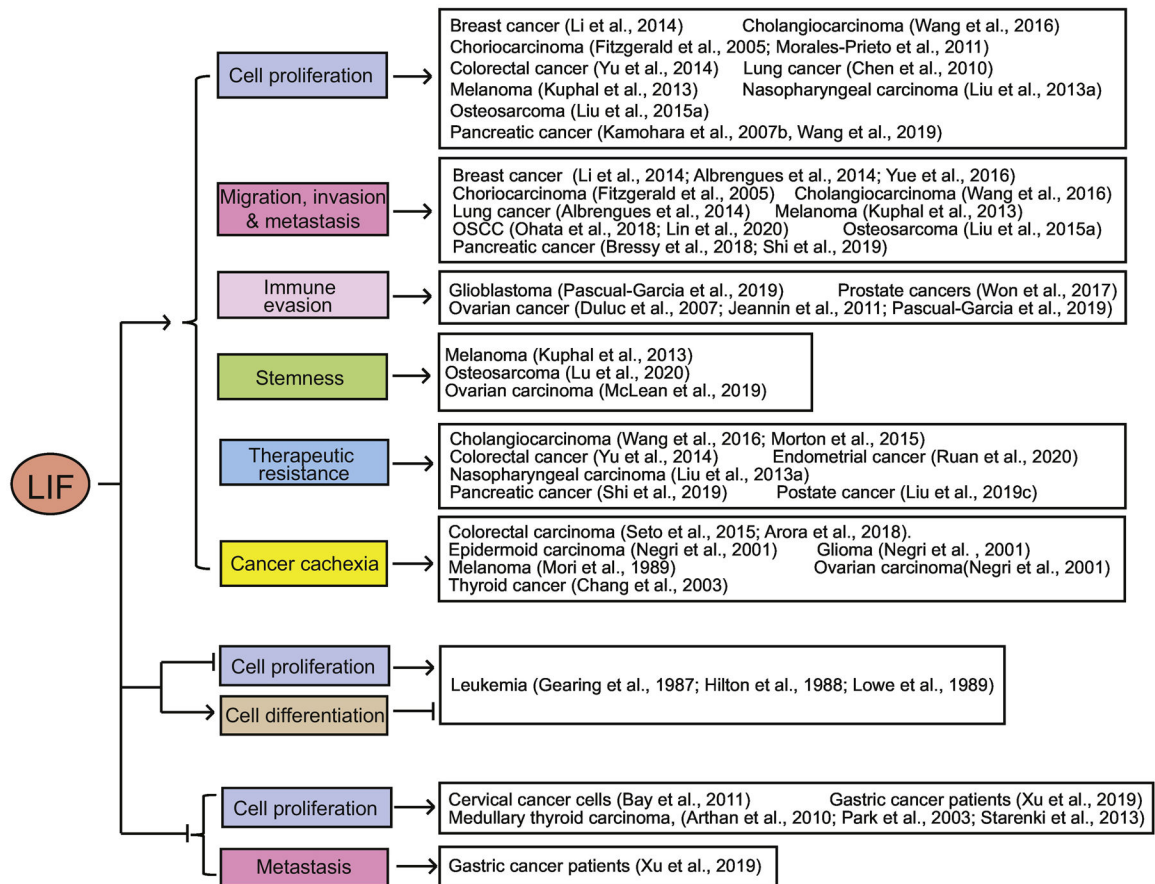 LIF
Cell proliferation
Breast cancer (Li et al., 2014) Cholangiocarcinoma (Wang et al., 2016)
Choriocarcinoma (Fitzgerald et al., 2005; Morales-Prieto et al., 2011)
Colorectal cancer (Yu et al., 2014) Lung cancer (Chen et al., 2010)
Melanoma (Kuphal et al., 2013) Nasopharyngeal carcinoma (Liu et al., 2013a)
Osteosarcoma (Liu et al., 2015a)
Pancreatic cancer (Kamohara et al., 2007b, Wang et al., 2019)
Migration, invasion
& metastasis
Breast cancer (Li et al., 2014; Albrengues et al., 2014; Yue et al., 2016)
Choriocarcinoma (Fitzgerald et al., 2005) Cholangiocarcinoma (Wang et al., 2016)
Lung cancer (Albrengues et al., 2014) Melanoma (Kuphal et al., 2013)
OSCC (Ohata et al., 2018; Lin et al., 2020) Osteosarcoma (Liu et al., 2015a)
Pancreatic cancer (Bressy et al., 2018; Shi et al., 2019)
Immune
evasion
Glioblastoma (Pascual-Garcia et al., 2019) Prostate cancers (Won et al., 2017)
Ovarian cancer (Duluc et al., 2007; Jeannin et al., 2011; Pascual-Garcia et al., 2019)
Stemness
Melanoma (Kuphal et al., 2013)
Osteosarcoma (Lu et al., 2020)
Ovarian carcinoma (McLean et al., 2019)
Therapeutic
resistance
Cholangiocarcinoma (Wang et al., 2016; Morton et al., 2015)
Colorectal cancer (Yu et al., 2014) Endometrial cancer (Ruan et al., 2020)
Nasopharyngeal carcinoma (Liu et al., 2013a)
Pancreatic cancer (Shi et al., 2019) Postate cancer (Liu et al., 2019c)
Cancer cachexia
Colorectal carcinoma (Seto et al., 2015; Arora et al., 2018).
Epidermoid carcinoma (Negri et al., 2001) Glioma (Negri et al. , 2001)
Melanoma (Mori et al., 1989) Ovarian carcinoma(Negri et al., 2001)
Thyroid cancer (Chang et al., 2003)
Cell proliferation
Cell differentiation
Leukemia (Gearing et al., 1987; Hilton et al., 1988; Lowe et al., 1989)
Cell proliferation
Cervical cancer cells (Bay et al., 2011) Gastric cancer patients (Xu et al., 2019)
Medullary thyroid carcinoma, (Arthan et al., 2010; Park et al., 2003; Starenki et al., 2013)
Metastasis
Gastric cancer patients (Xu et al., 2019)